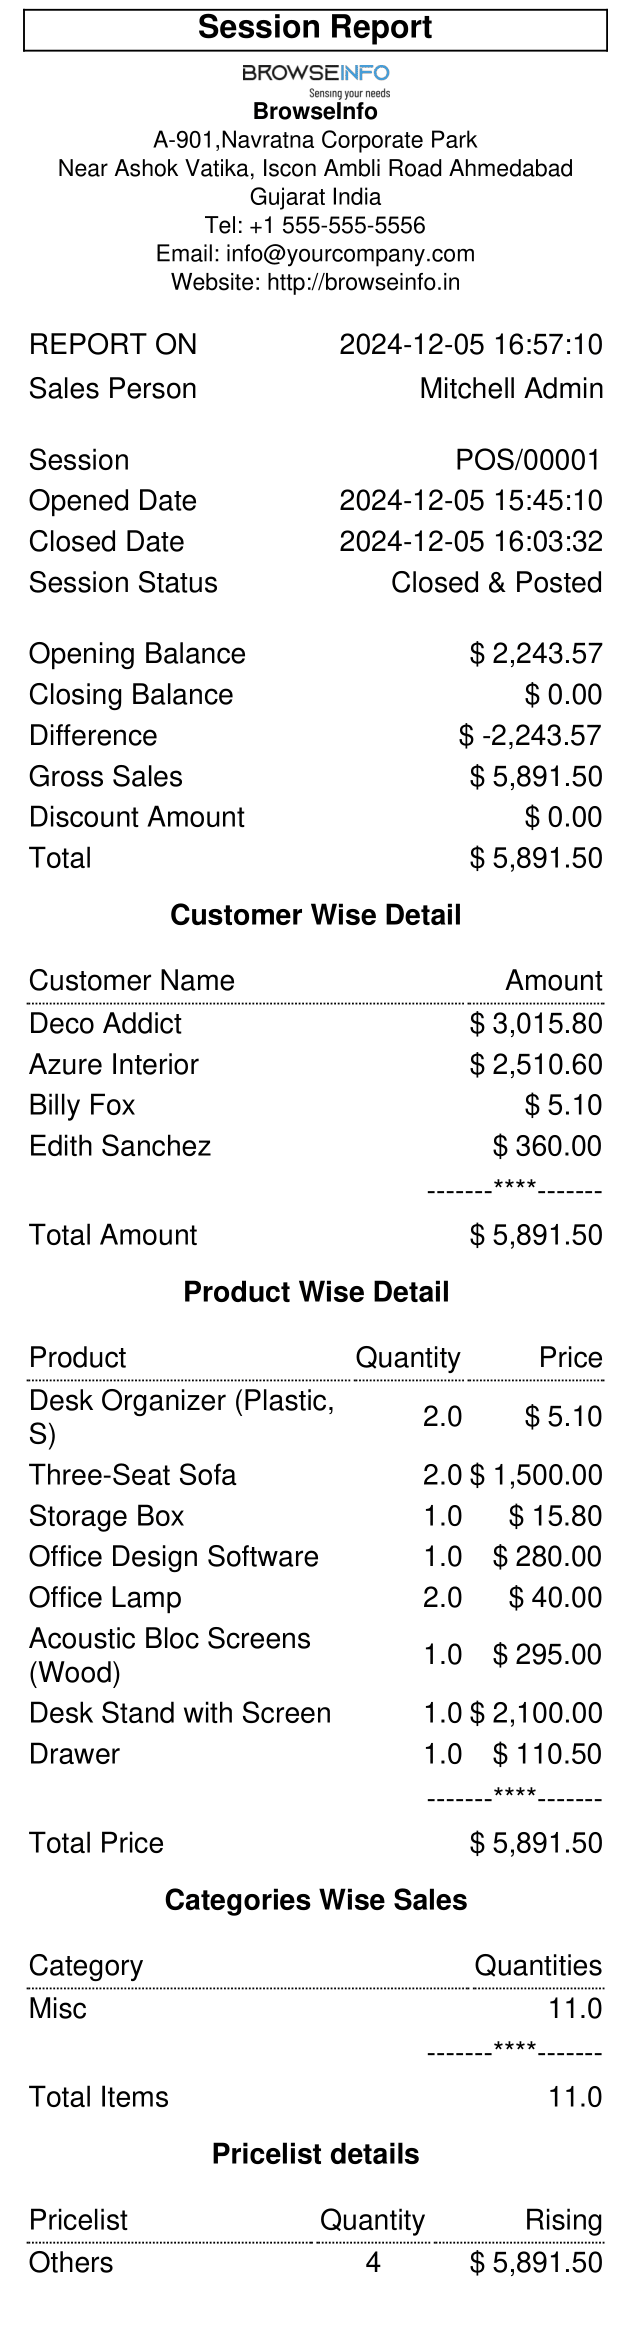 Session Report
BROWSEINFO
Sensing your needs
BrowseInfo
A-901,Navratna Corporate Park
Near Ashok Vatika, Iscon Ambli Road Ahmedabad
Gujarat India
Tel: +1 555-555-5556
Email: info@yourcompany.com
Website: http://browseinfo.in
REPORT ON 2024-12-05 16:57:10
Sales Person Mitchell Admin
Session POS/00001
Opened Date 2024-12-05 15:45:10
Closed Date 2024-12-05 16:03:32
Session Status Closed & Posted
Opening Balance $ 2,243.57
Closing Balance $ 0.00
Difference $ -2,243.57
Gross Sales $ 5,891.50
Discount Amount $ 0.00
Total $ 5,891.50
Customer Wise Detail
Customer Name Amount
Deco Addict $ 3,015.80
Azure Interior $ 2,510.60
Billy Fox $ 5.10
Edith Sanchez $ 360.00
-------****-------
Total Amount $ 5,891.50
Product Wise Detail
Product Quantity Price
Desk Organizer (Plastic,
S) 2.0 $ 5.10
Three-Seat Sofa 2.0 $ 1,500.00
Storage Box 1.0 $ 15.80
Office Design Software 1.0 $ 280.00
Office Lamp 2.0 $ 40.00
Acoustic Bloc Screens
(Wood) 1.0 $ 295.00
Desk Stand with Screen 1.0 $ 2,100.00
Drawer 1.0 $ 110.50
-------****-------
Total Price $ 5,891.50
Categories Wise Sales
Category Quantities
Misc 11.0
-------****-------
Total Items 11.0
Pricelist details
Pricelist Quantity Rising
Others 4 $ 5,891.50